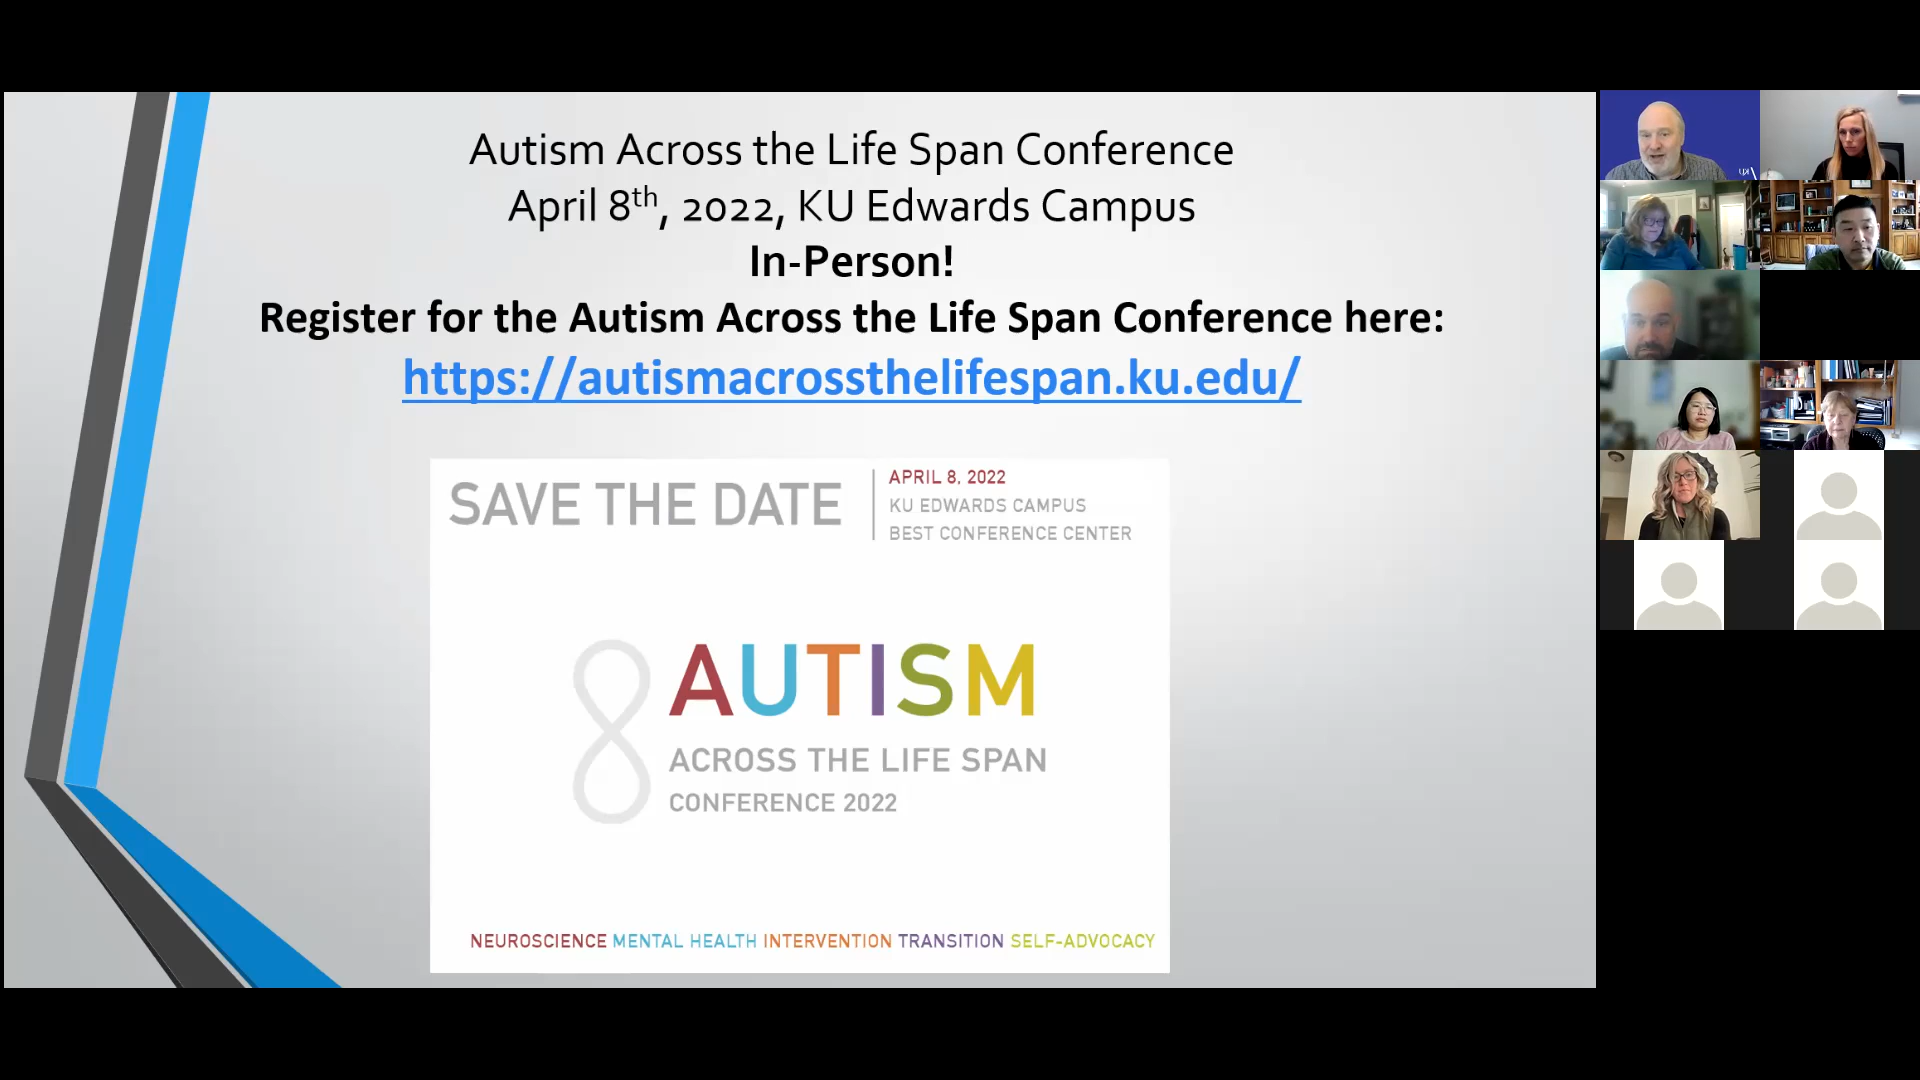 Autism Across the Life Span Conference
April 8th, 2022, KU Edwards Campus
In-Person!
Register for the Autism Across the Life Span Conference here:
https://autismacrossthelifespan.ku.edu/
SAVE THE DATE
APRIL 8, 2022
KU EDWARDS CAMPUS
BEST CONFERENCE CENTER
AUTISM
ACROSS THE LIFE SPAN
CONFERENCE 2022
NEUROSCIENCE MENTAL HEALTH INTERVENTION TRANSITION SELF-ADVOCACY